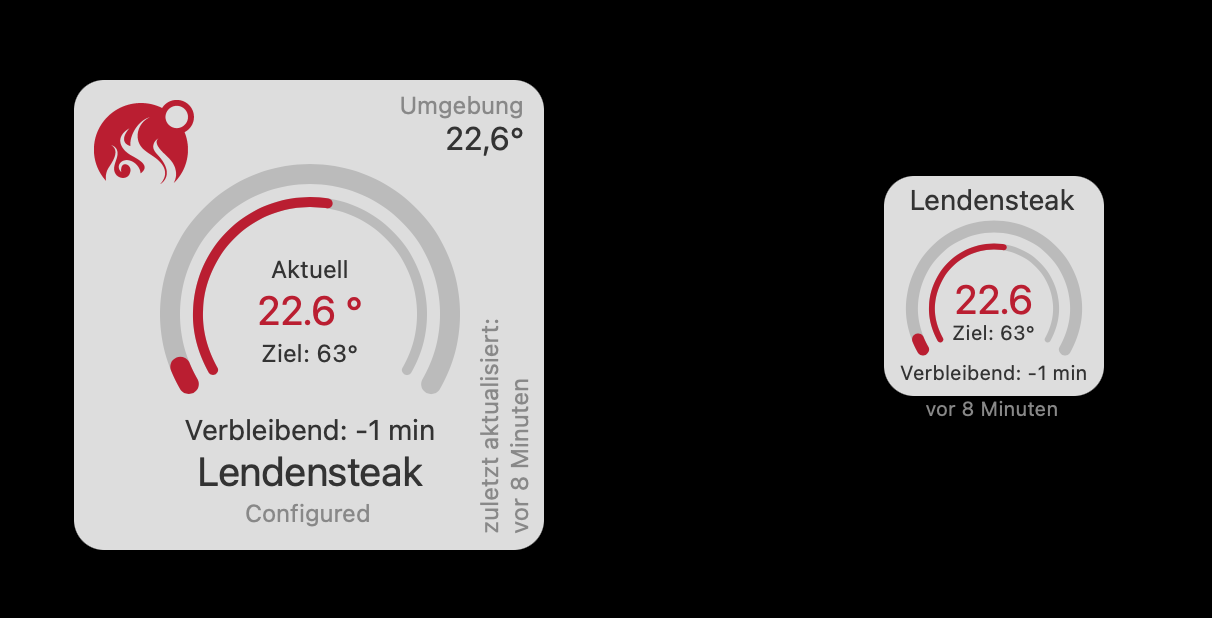 Umgebung
22,6°
Aktuell
22.6 °
Ziel: 63°
Verbleibend: -1 min
Lendensteak
Configured
zuletzt aktualisiert:
vor 8 Minuten
Lendensteak
22.6
Ziel: 63°
Verbleibend: -1 min
vor 8 Minuten